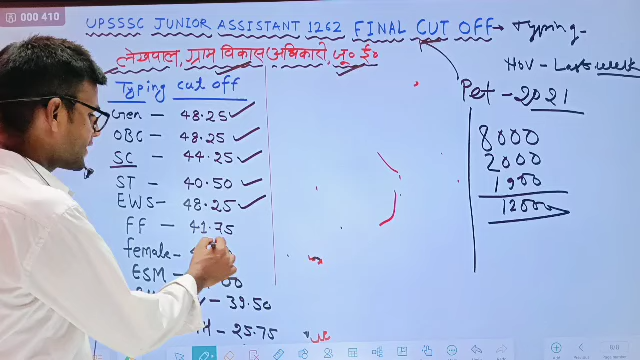 000 410
UPSSSC JUNIOR ASSISTANT 1262 FINAL CUT OFF → Typing
लेखपाल, ग्राम विकास अधिकारी, जू० ई०
Nov - Last week
Typing cut off
Pet - 2021
Gen - 48.25
OBC - 48.25
SC - 44.25
ST - 40.50
EWS - 48.25
FF - 41.75
female -
ESM -
- 39.50
- 25.75
8000
2000
1900
1200